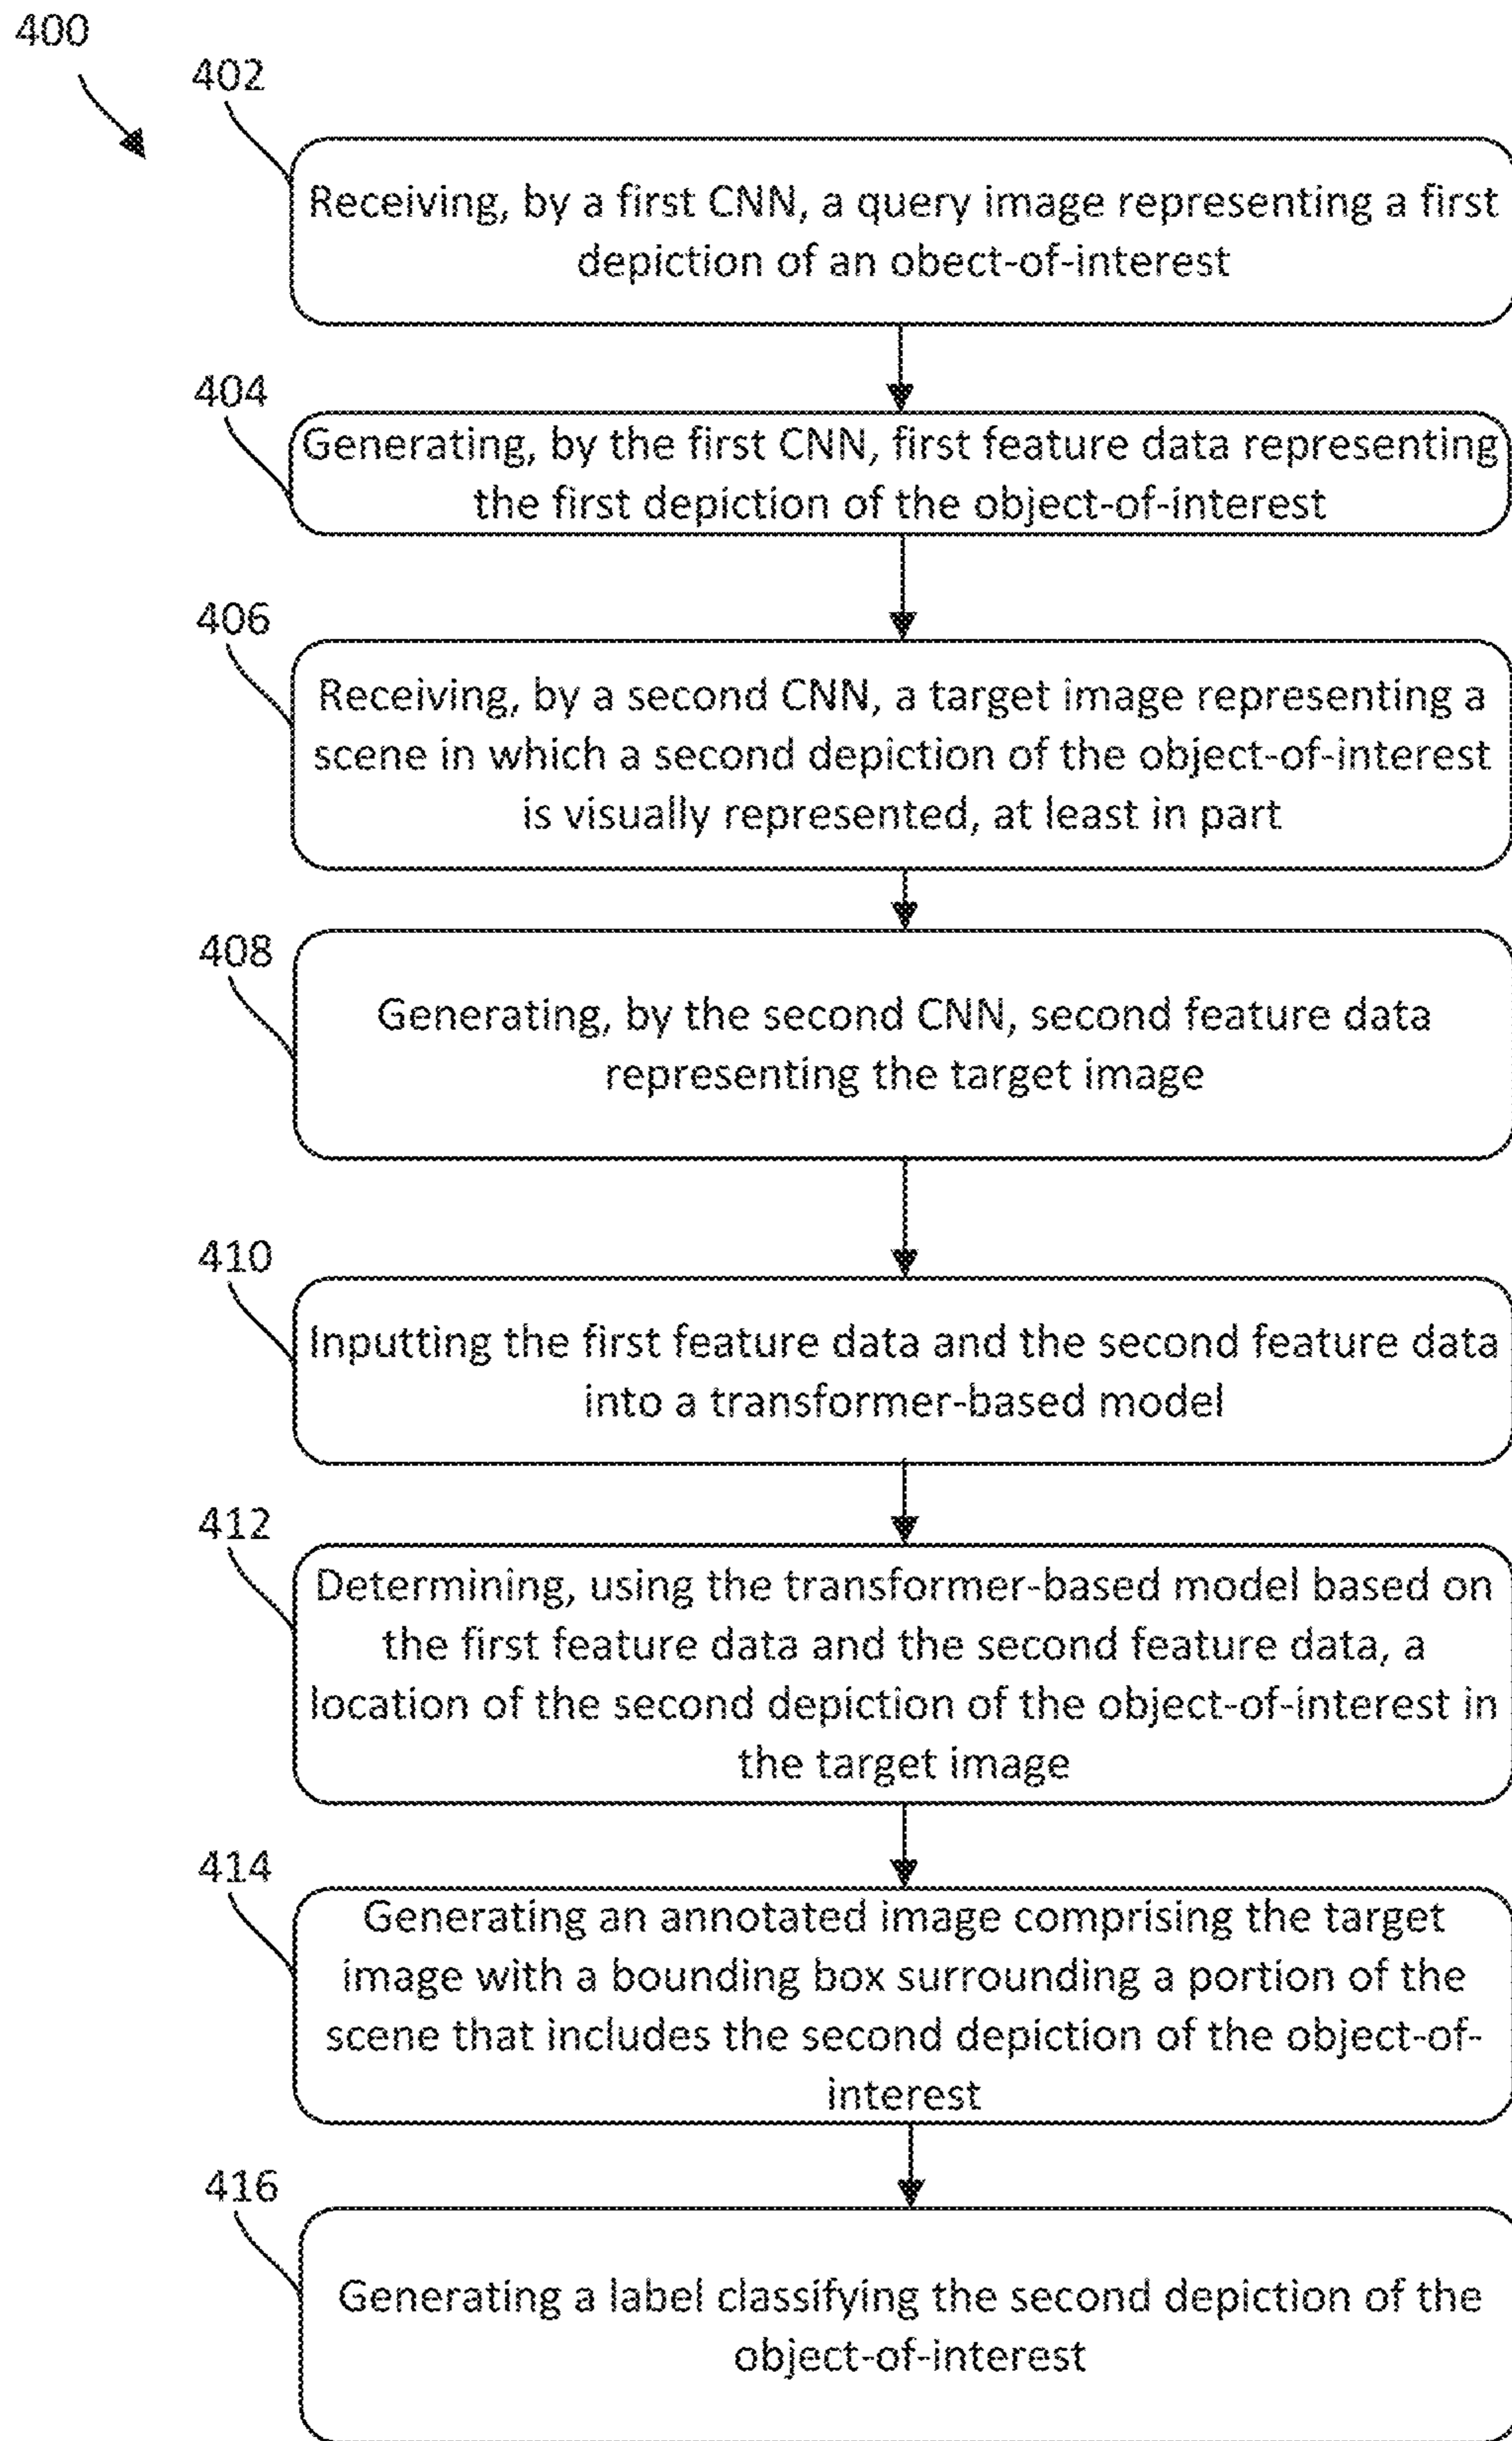 400
402
Receiving, by a first CNN, a query image representing a first
depiction of an obect-of-interest
404
Generating, by the first CNN, first feature data representing
the first depiction of the object-of-interest
406
Receiving, by a second CNN, a target image representing a
scene in which a second depiction of the object-of-interest
is visually represented, at least in part
408
Generating, by the second CNN, second feature data
representing the target image
410
Inputting the first feature data and the second feature data
into a transformer-based model
412
Determining, using the transformer-based model based on
the first feature data and the second feature data, a
location of the second depiction of the object-of-interest in
the target image
414
Generating an annotated image comprising the target
image with a bounding box surrounding a portion of the
scene that includes the second depiction of the object-of-
interest
416
Generating a label classifying the second depiction of the
object-of-interest